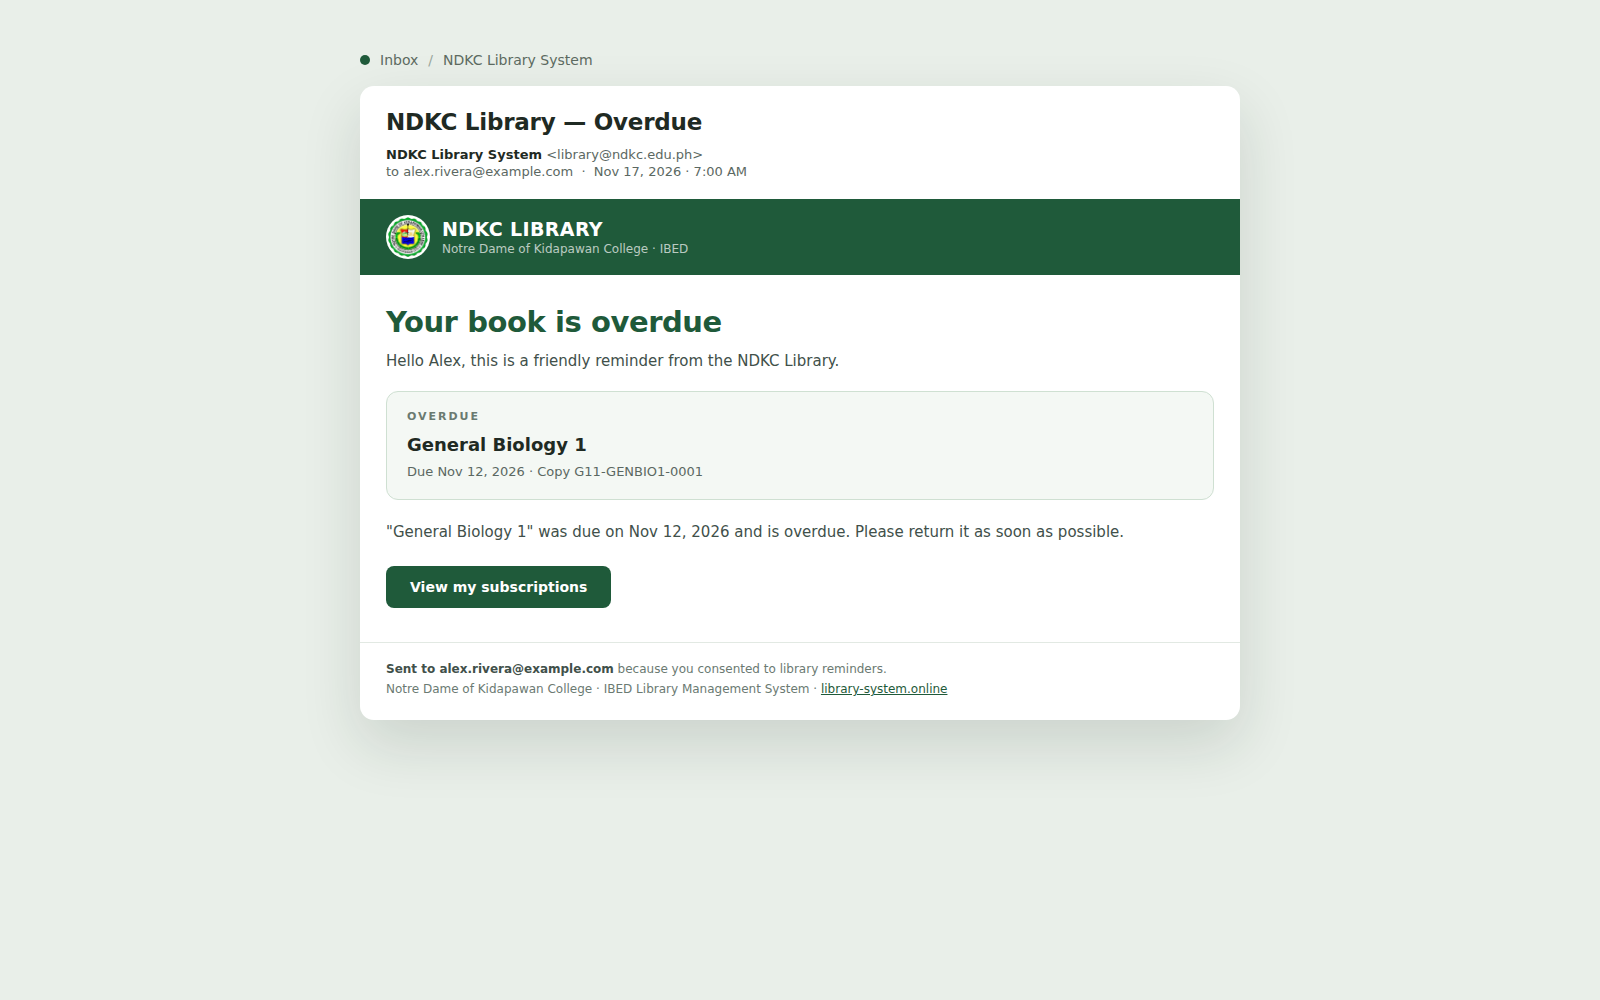 Inbox / NDKC Library System
NDKC Library — Overdue
NDKC Library System <library@ndkc.edu.ph>
to alex.rivera@example.com · Nov 17, 2026 · 7:00 AM
NDKC LIBRARY
Notre Dame of Kidapawan College · IBED
Your book is overdue
Hello Alex, this is a friendly reminder from the NDKC Library.
OVERDUE
General Biology 1
Due Nov 12, 2026 · Copy G11-GENBIO1-0001
"General Biology 1" was due on Nov 12, 2026 and is overdue. Please return it as soon as possible.
View my subscriptions
Sent to alex.rivera@example.com because you consented to library reminders.
Notre Dame of Kidapawan College · IBED Library Management System · library-system.online